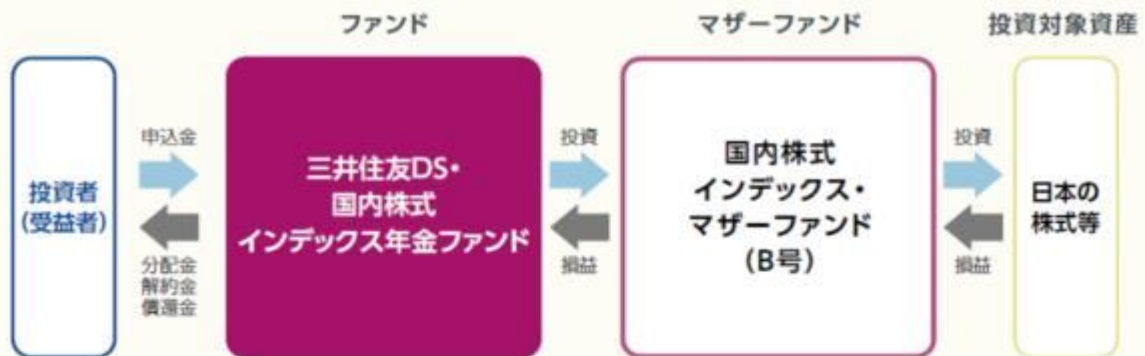 ファンド
マザーファンド
投資対象資産
投資者
(受益者)
申込金
分配金
解約金
償還金
三井住友DS・
国内株式
インデックス年金ファンド
投資
損益
国内株式
インデックス・
マザーファンド
(B号)
投資
損益
日本の
株式等